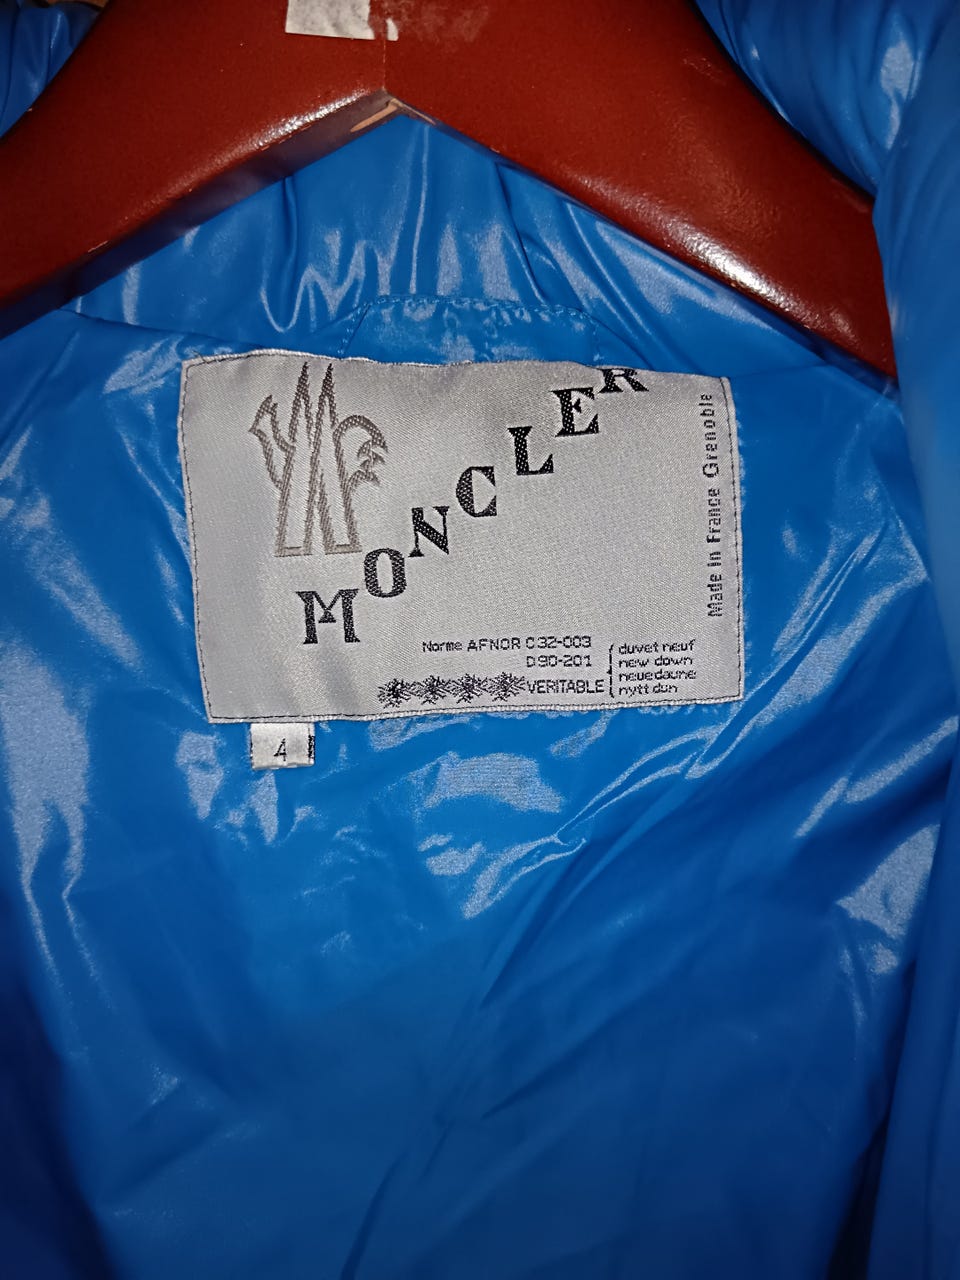 MONCLER
Made in France Grenoble
Norme AFNOR C32-003
D90-201
VERITABLE
duvet neuf
new down
neue daune
nytt dun
4